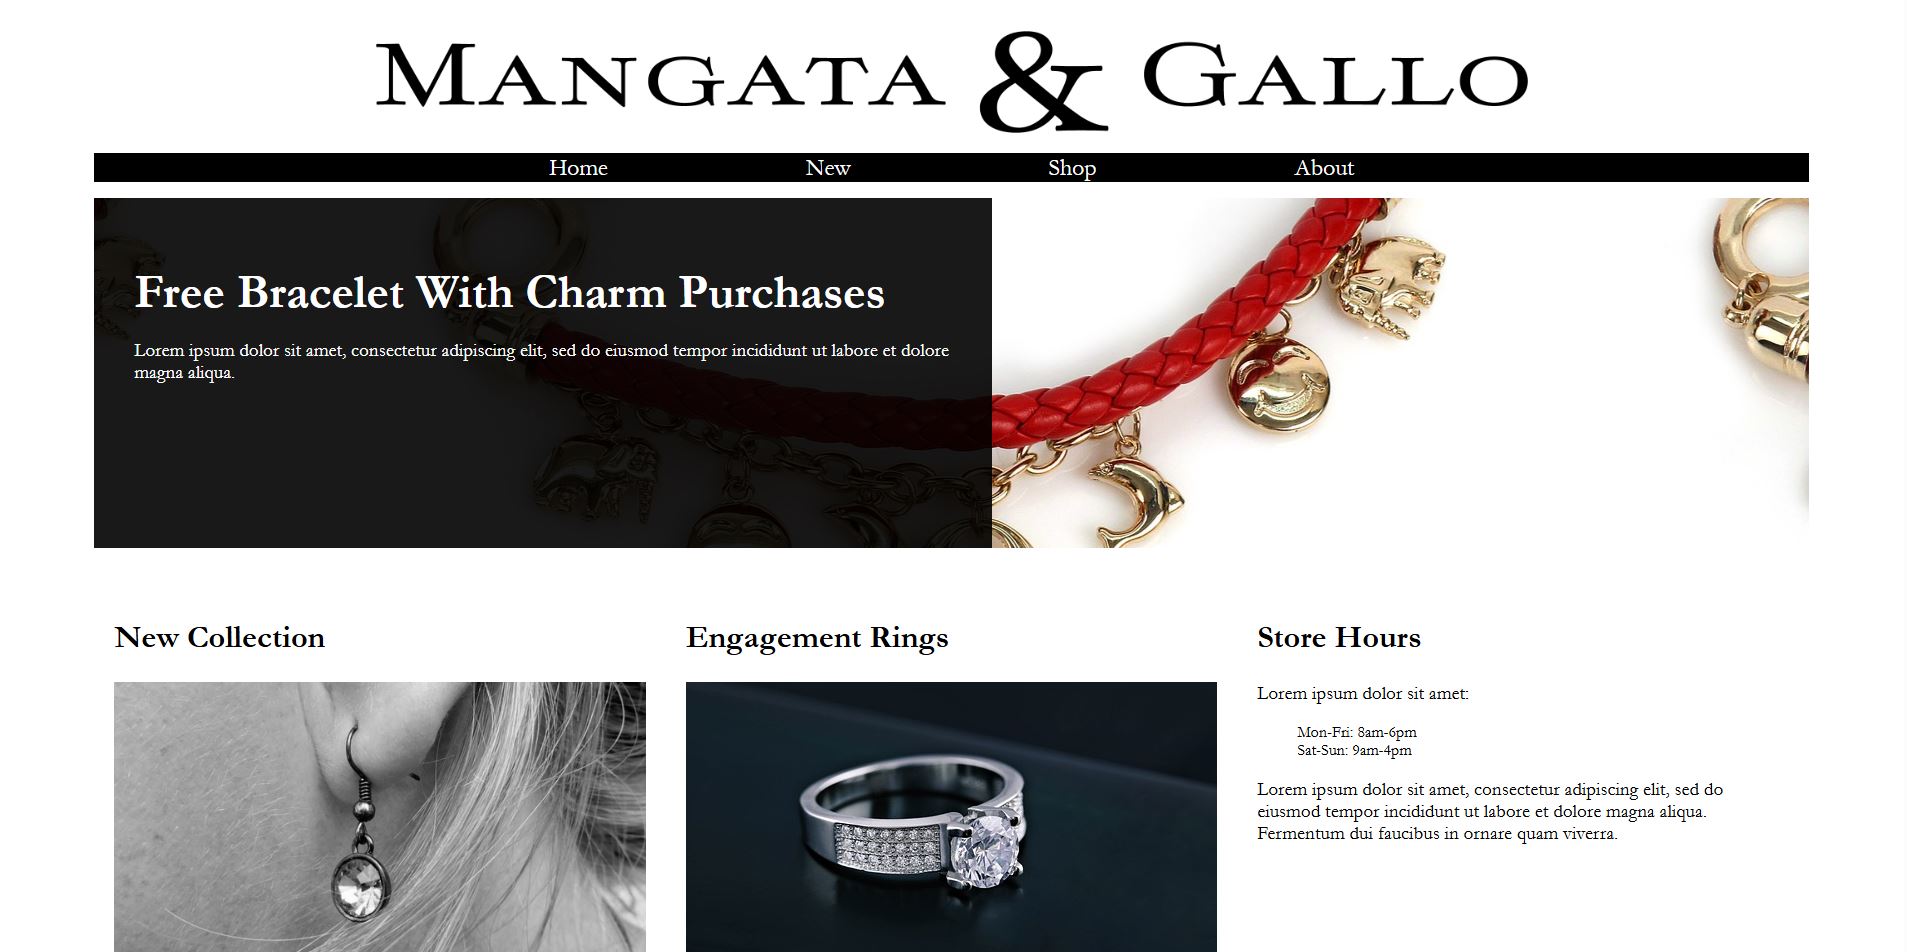 MANGATA & GALLO
Home New Shop About
Free Bracelet With Charm Purchases
Lorem ipsum dolor sit amet, consectetur adipiscing elit, sed do eiusmod tempor incididunt ut labore et dolore
magna aliqua.
New Collection
Engagement Rings
Store Hours
Lorem ipsum dolor sit amet:
Mon-Fri: 8am-6pm
Sat-Sun: 9am-4pm
Lorem ipsum dolor sit amet, consectetur adipiscing elit, sed do
eiusmod tempor incididunt ut labore et dolore magna aliqua.
Fermentum dui faucibus in ornare quam viverra.